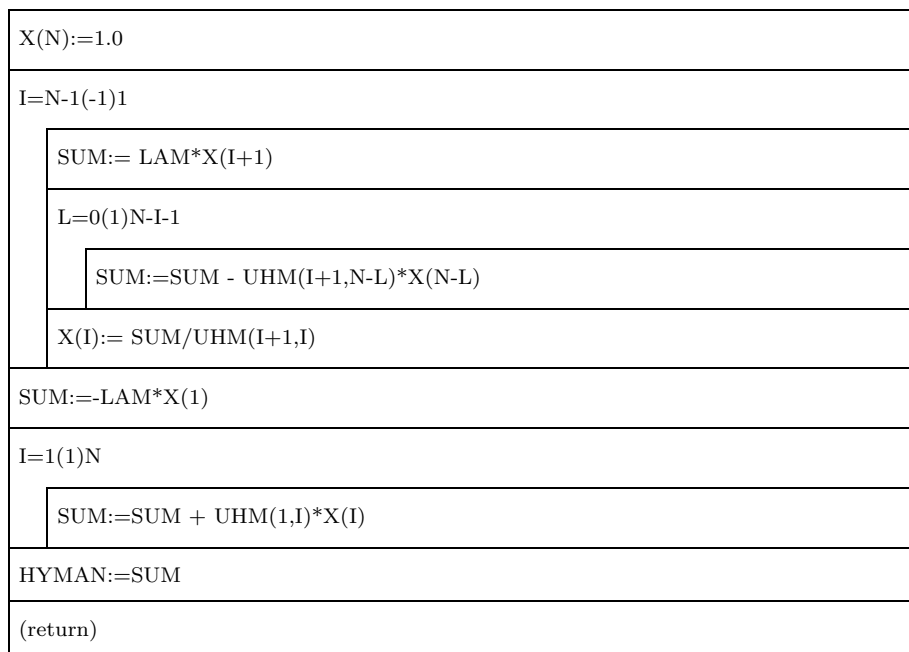 X(N):=1.0
I=N-1(-1)1
SUM:= LAM*X(I+1)
L=0(1)N-I-1
SUM:=SUM - UHM(I+1,N-L)*X(N-L)
X(I):= SUM/UHM(I+1,I)
SUM:=-LAM*X(1)
I=1(1)N
SUM:=SUM + UHM(1,I)*X(I)
HYMAN:=SUM
(return)